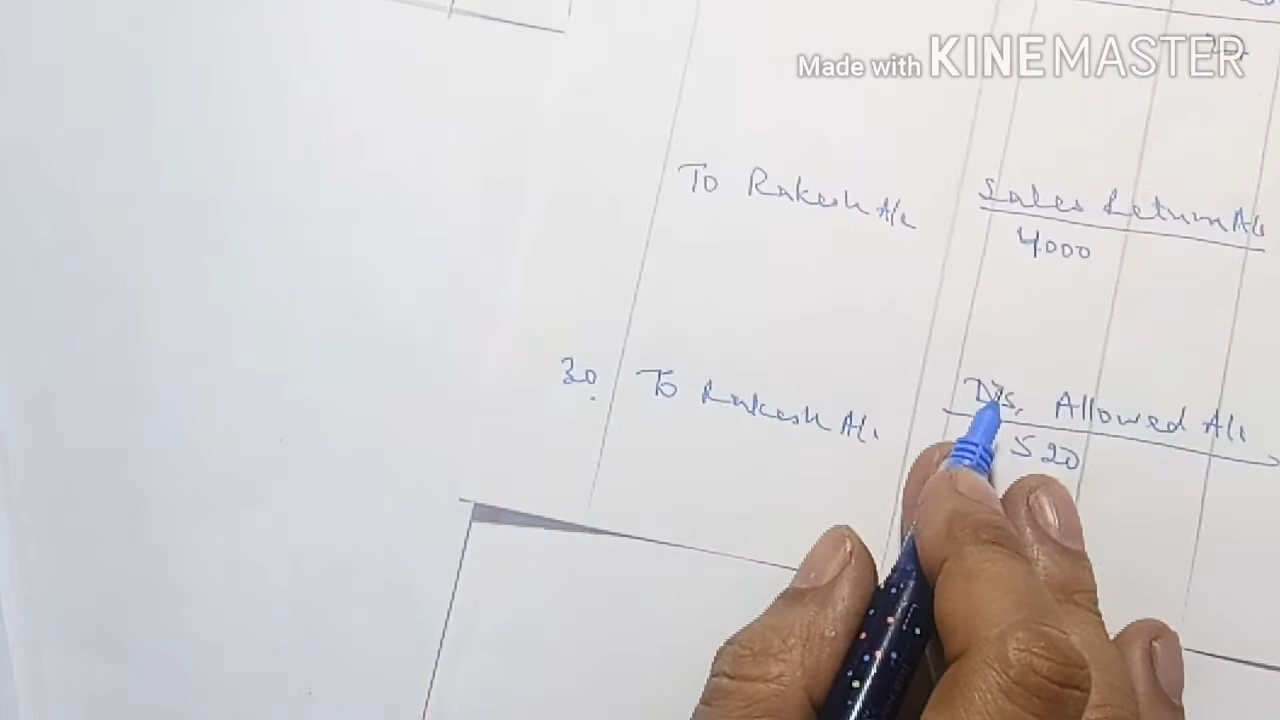 Made with KINEMASTER
Sales Return A/c
To Rakesh A/c 4000
Dis. Allowed A/c
30. To Rakesh A/c 520